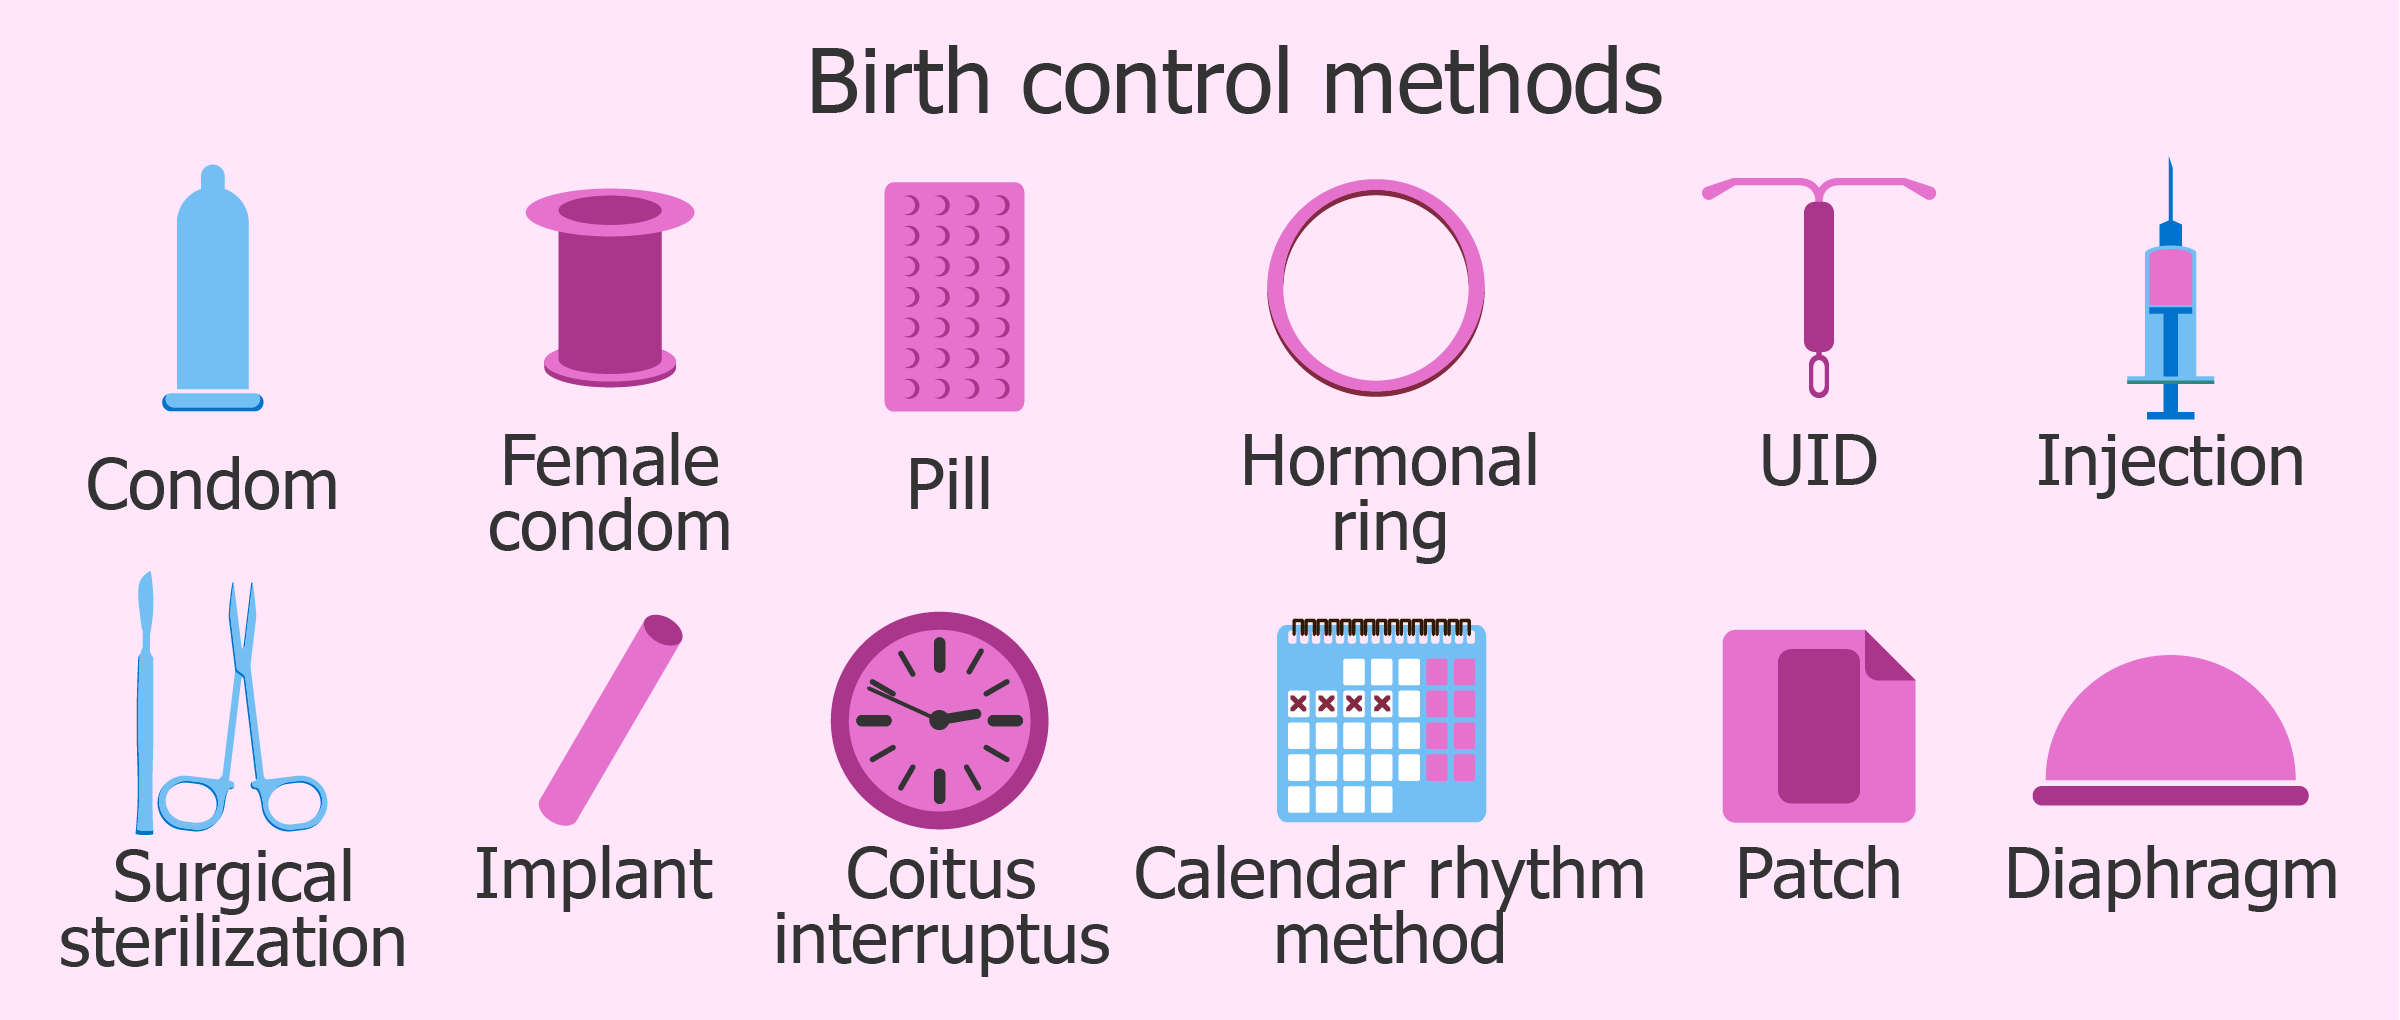 Birth control methods
Condom
Female
condom
Pill
Hormonal
ring
UID
Injection
Surgical
sterilization
Implant
Coitus
interruptus
Calendar rhythm
method
Patch
Diaphragm